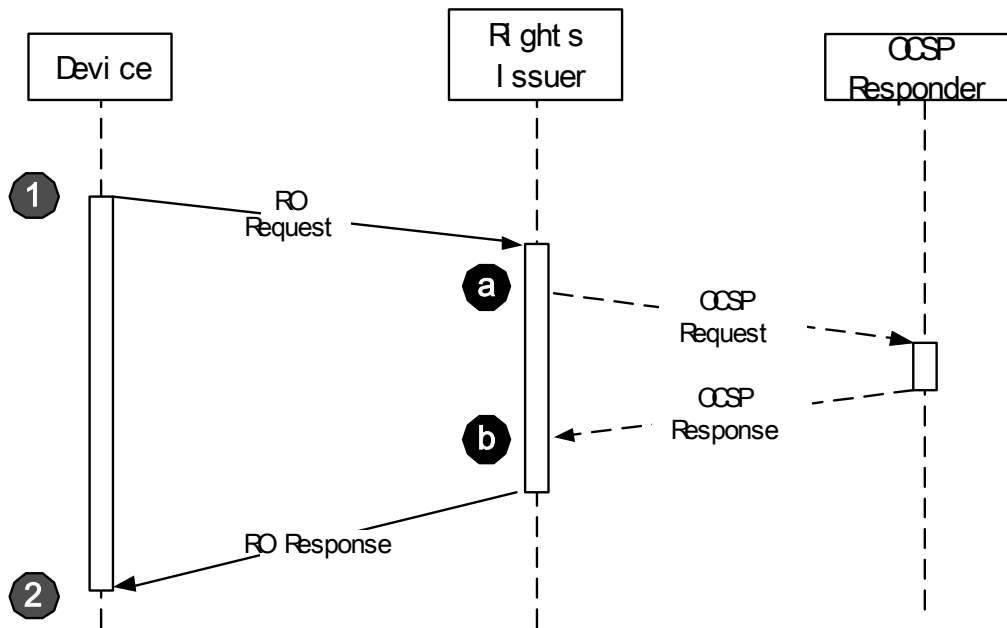 Device
Rights
Issuer
OCSP
Responder
1
RO
Request
a
OCSP
Request
OCSP
Response
b
RO Response
2